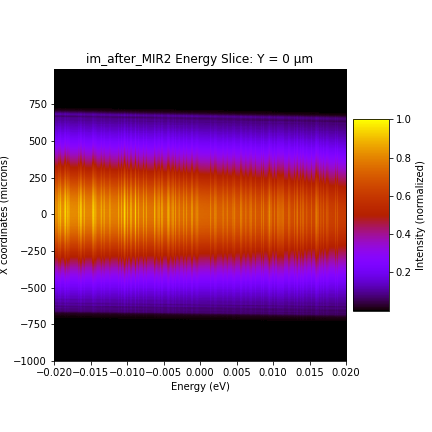 im_after_MIR2 Energy Slice: Y = 0 μm
X coordinates (microns)
750
500
250
0
−250
−500
−750
−1000
−0.020 −0.015 −0.010 −0.005 0.000 0.005 0.010 0.015 0.020
Energy (eV)
1.0
0.8
0.6
0.4
0.2
Intensity (normalized)